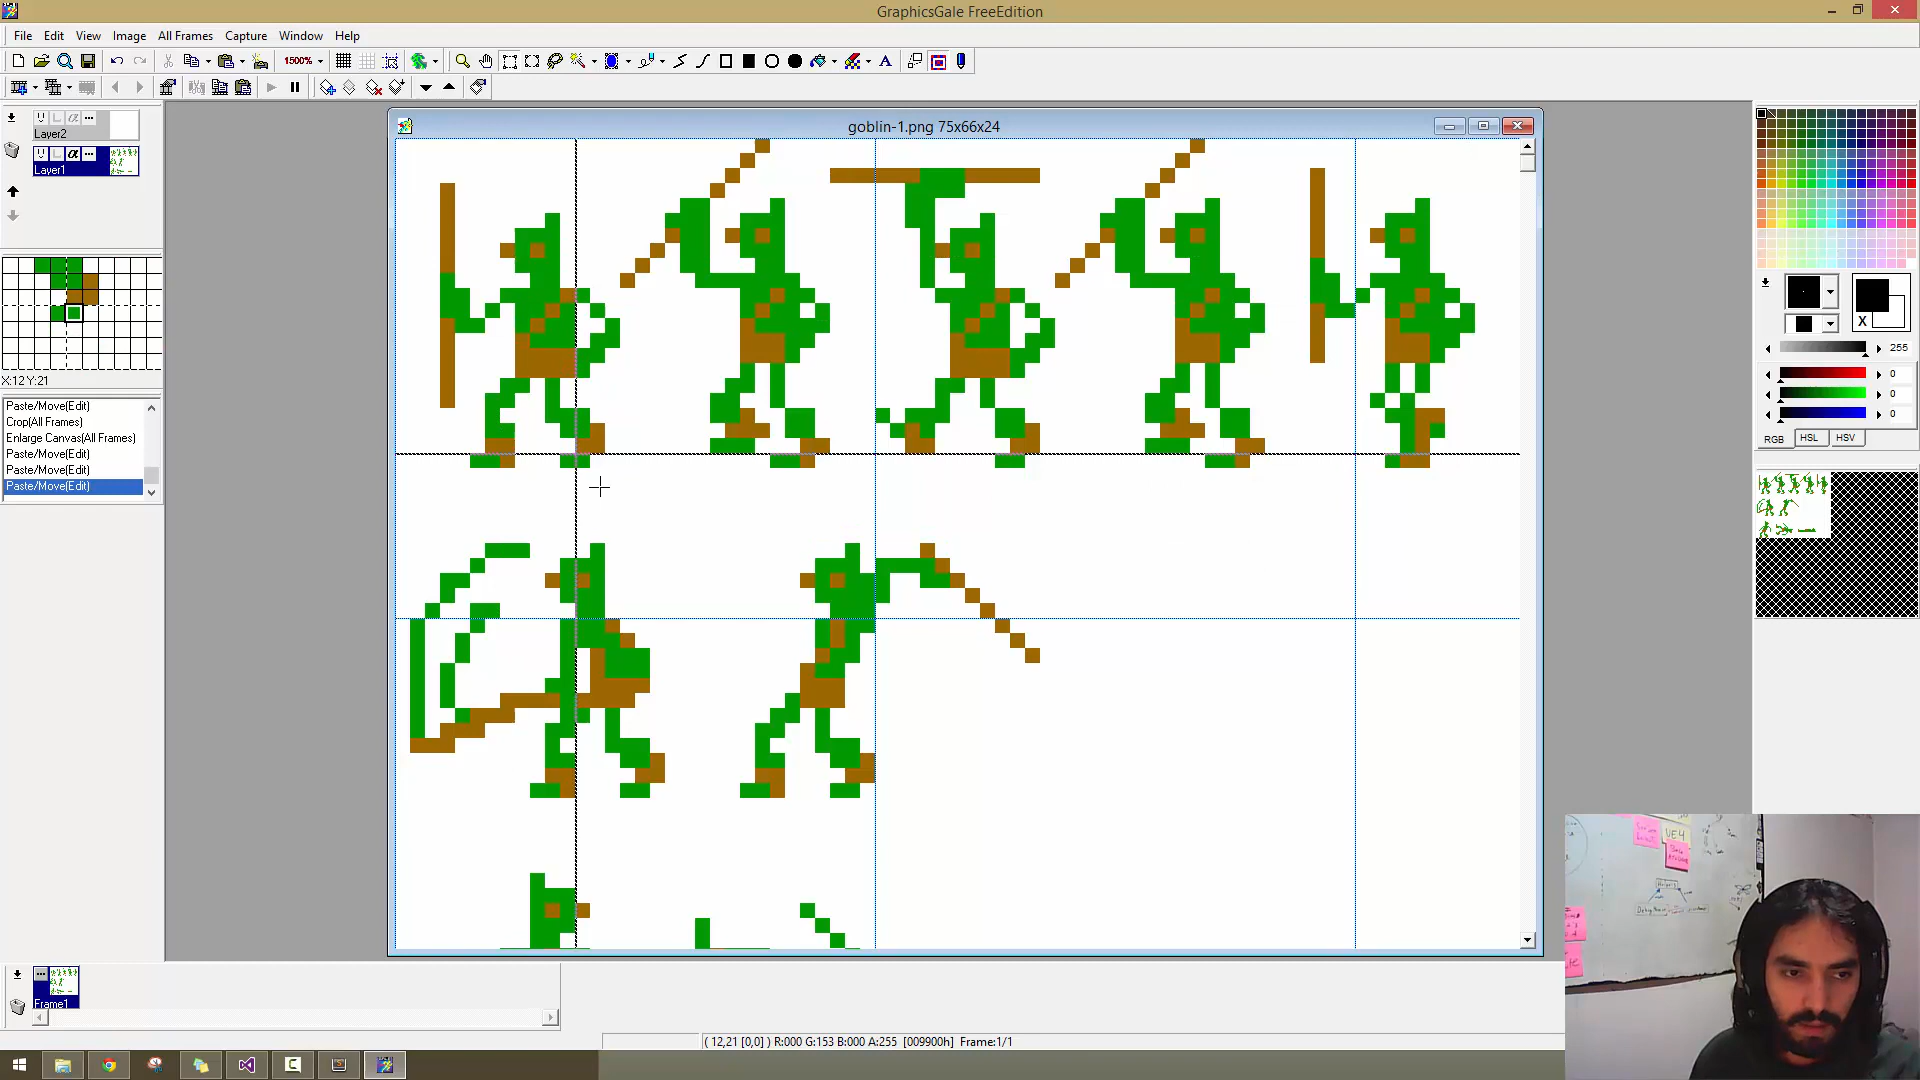 GraphicsGale FreeEdition
File Edit View Image All Frames Capture Window Help
1500%
A
Layer2
Layer1
goblin-1.png 75x66x24
X:12 Y:21
Paste/Move(Edit)
Crop(All Frames)
Enlarge Canvas(All Frames)
Paste/Move(Edit)
Paste/Move(Edit)
Paste/Move(Edit)
X
255
0
0
0
RGB HSL HSV
Frame1
( 12,21 [0,0] ) R:000 G:153 B:000 A:255 [009900h] Frame:1/1
VE4